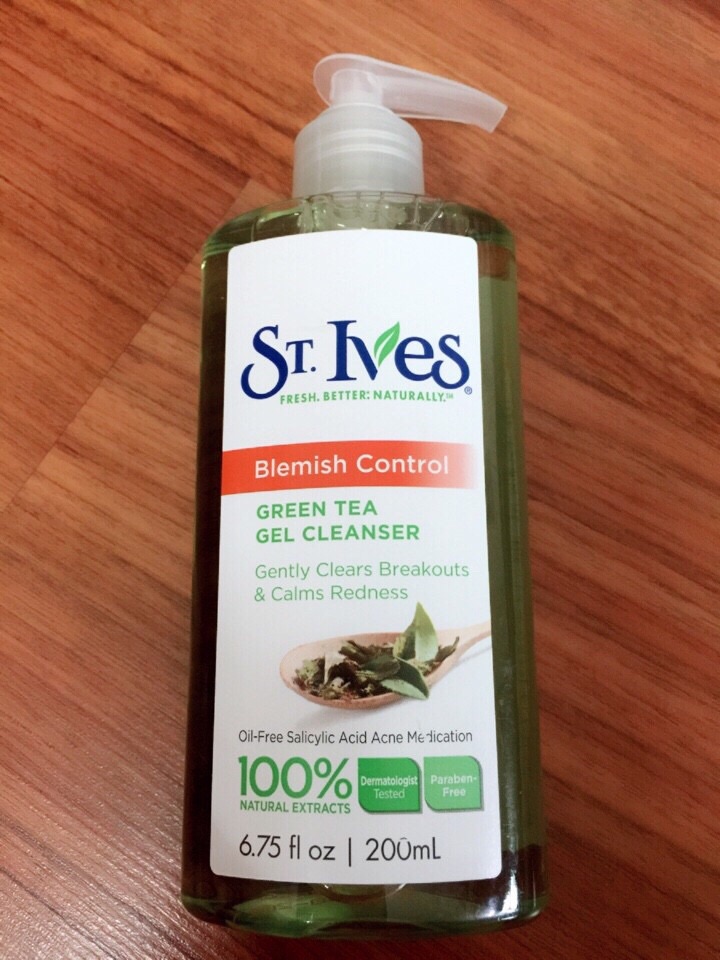 ST. Ives®
FRESH. BETTER: NATURALLY.™
Blemish Control
GREEN TEA
GEL CLEANSER
Gently Clears Breakouts
& Calms Redness
Oil-Free Salicylic Acid Acne Medication
100%
NATURAL EXTRACTS
Dermatologist
Tested
Paraben-
Free
6.75 fl oz | 200mL